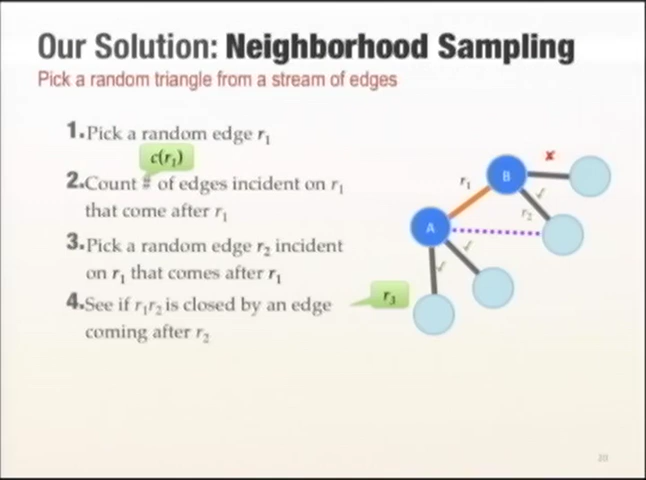 Our Solution: Neighborhood Sampling
Pick a random triangle from a stream of edges
1. Pick a random edge r₁
c(r₁)
2. Count # of edges incident on r₁
that come after r₁
3. Pick a random edge r₂ incident
on r₁ that comes after r₁
4. See if r₁r₂ is closed by an edge
coming after r₂
r₃
r₁
B
✘
✓
r₂
A
✓
✓
20